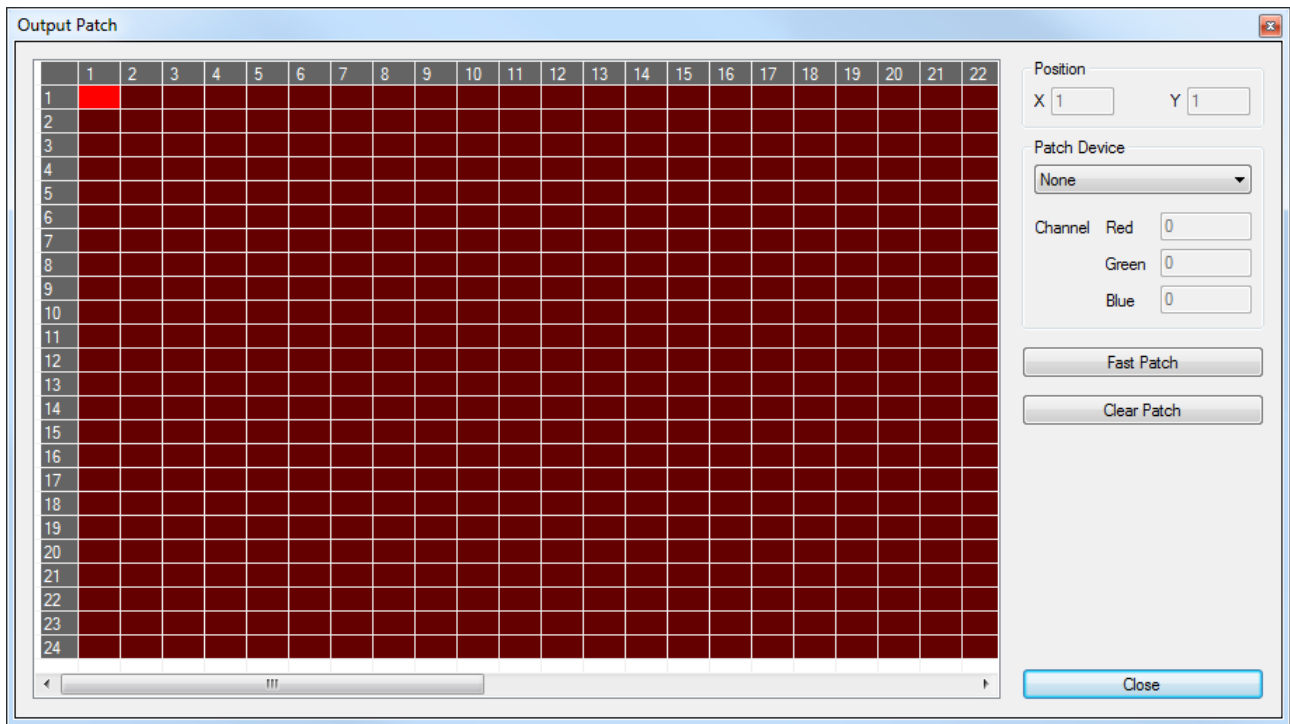 Output Patch
1 2 3 4 5 6 7 8 9 10 11 12 13 14 15 16 17 18 19 20 21 22
1
2
3
4
5
6
7
8
9
10
11
12
13
14
15
16
17
18
19
20
21
22
23
24
Position
X 1 Y 1
Patch Device
None
Channel Red 0
Green 0
Blue 0
Fast Patch
Clear Patch
Close